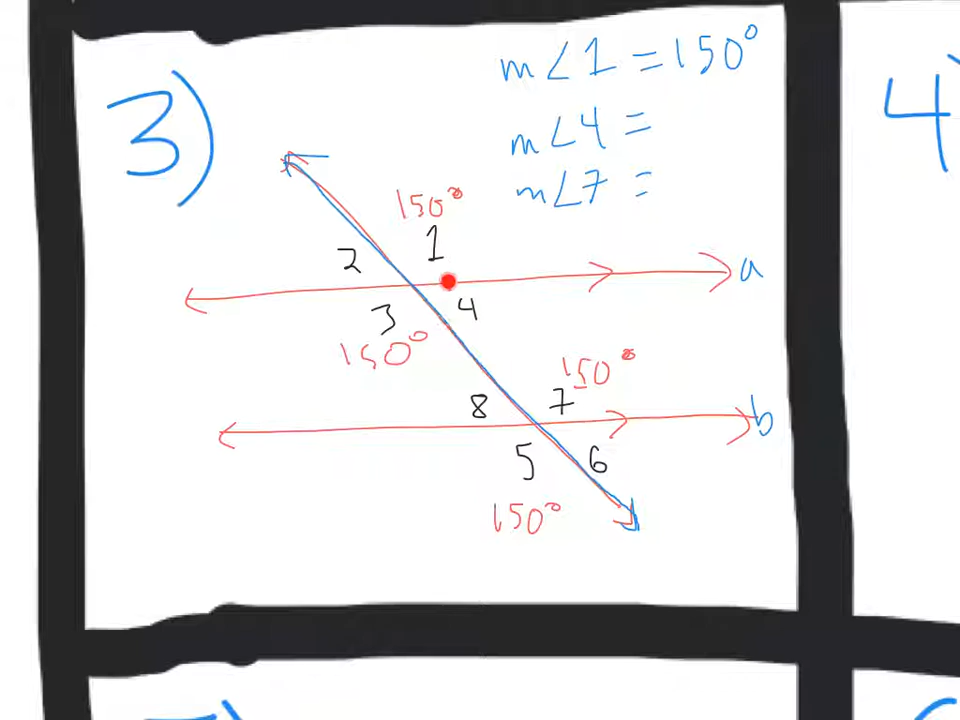 3)
m∠1 = 150°
4)
m∠4 =
m∠7 =
150°
1
2
a
3
4
150°
150°
8
7
b
5
6
150°